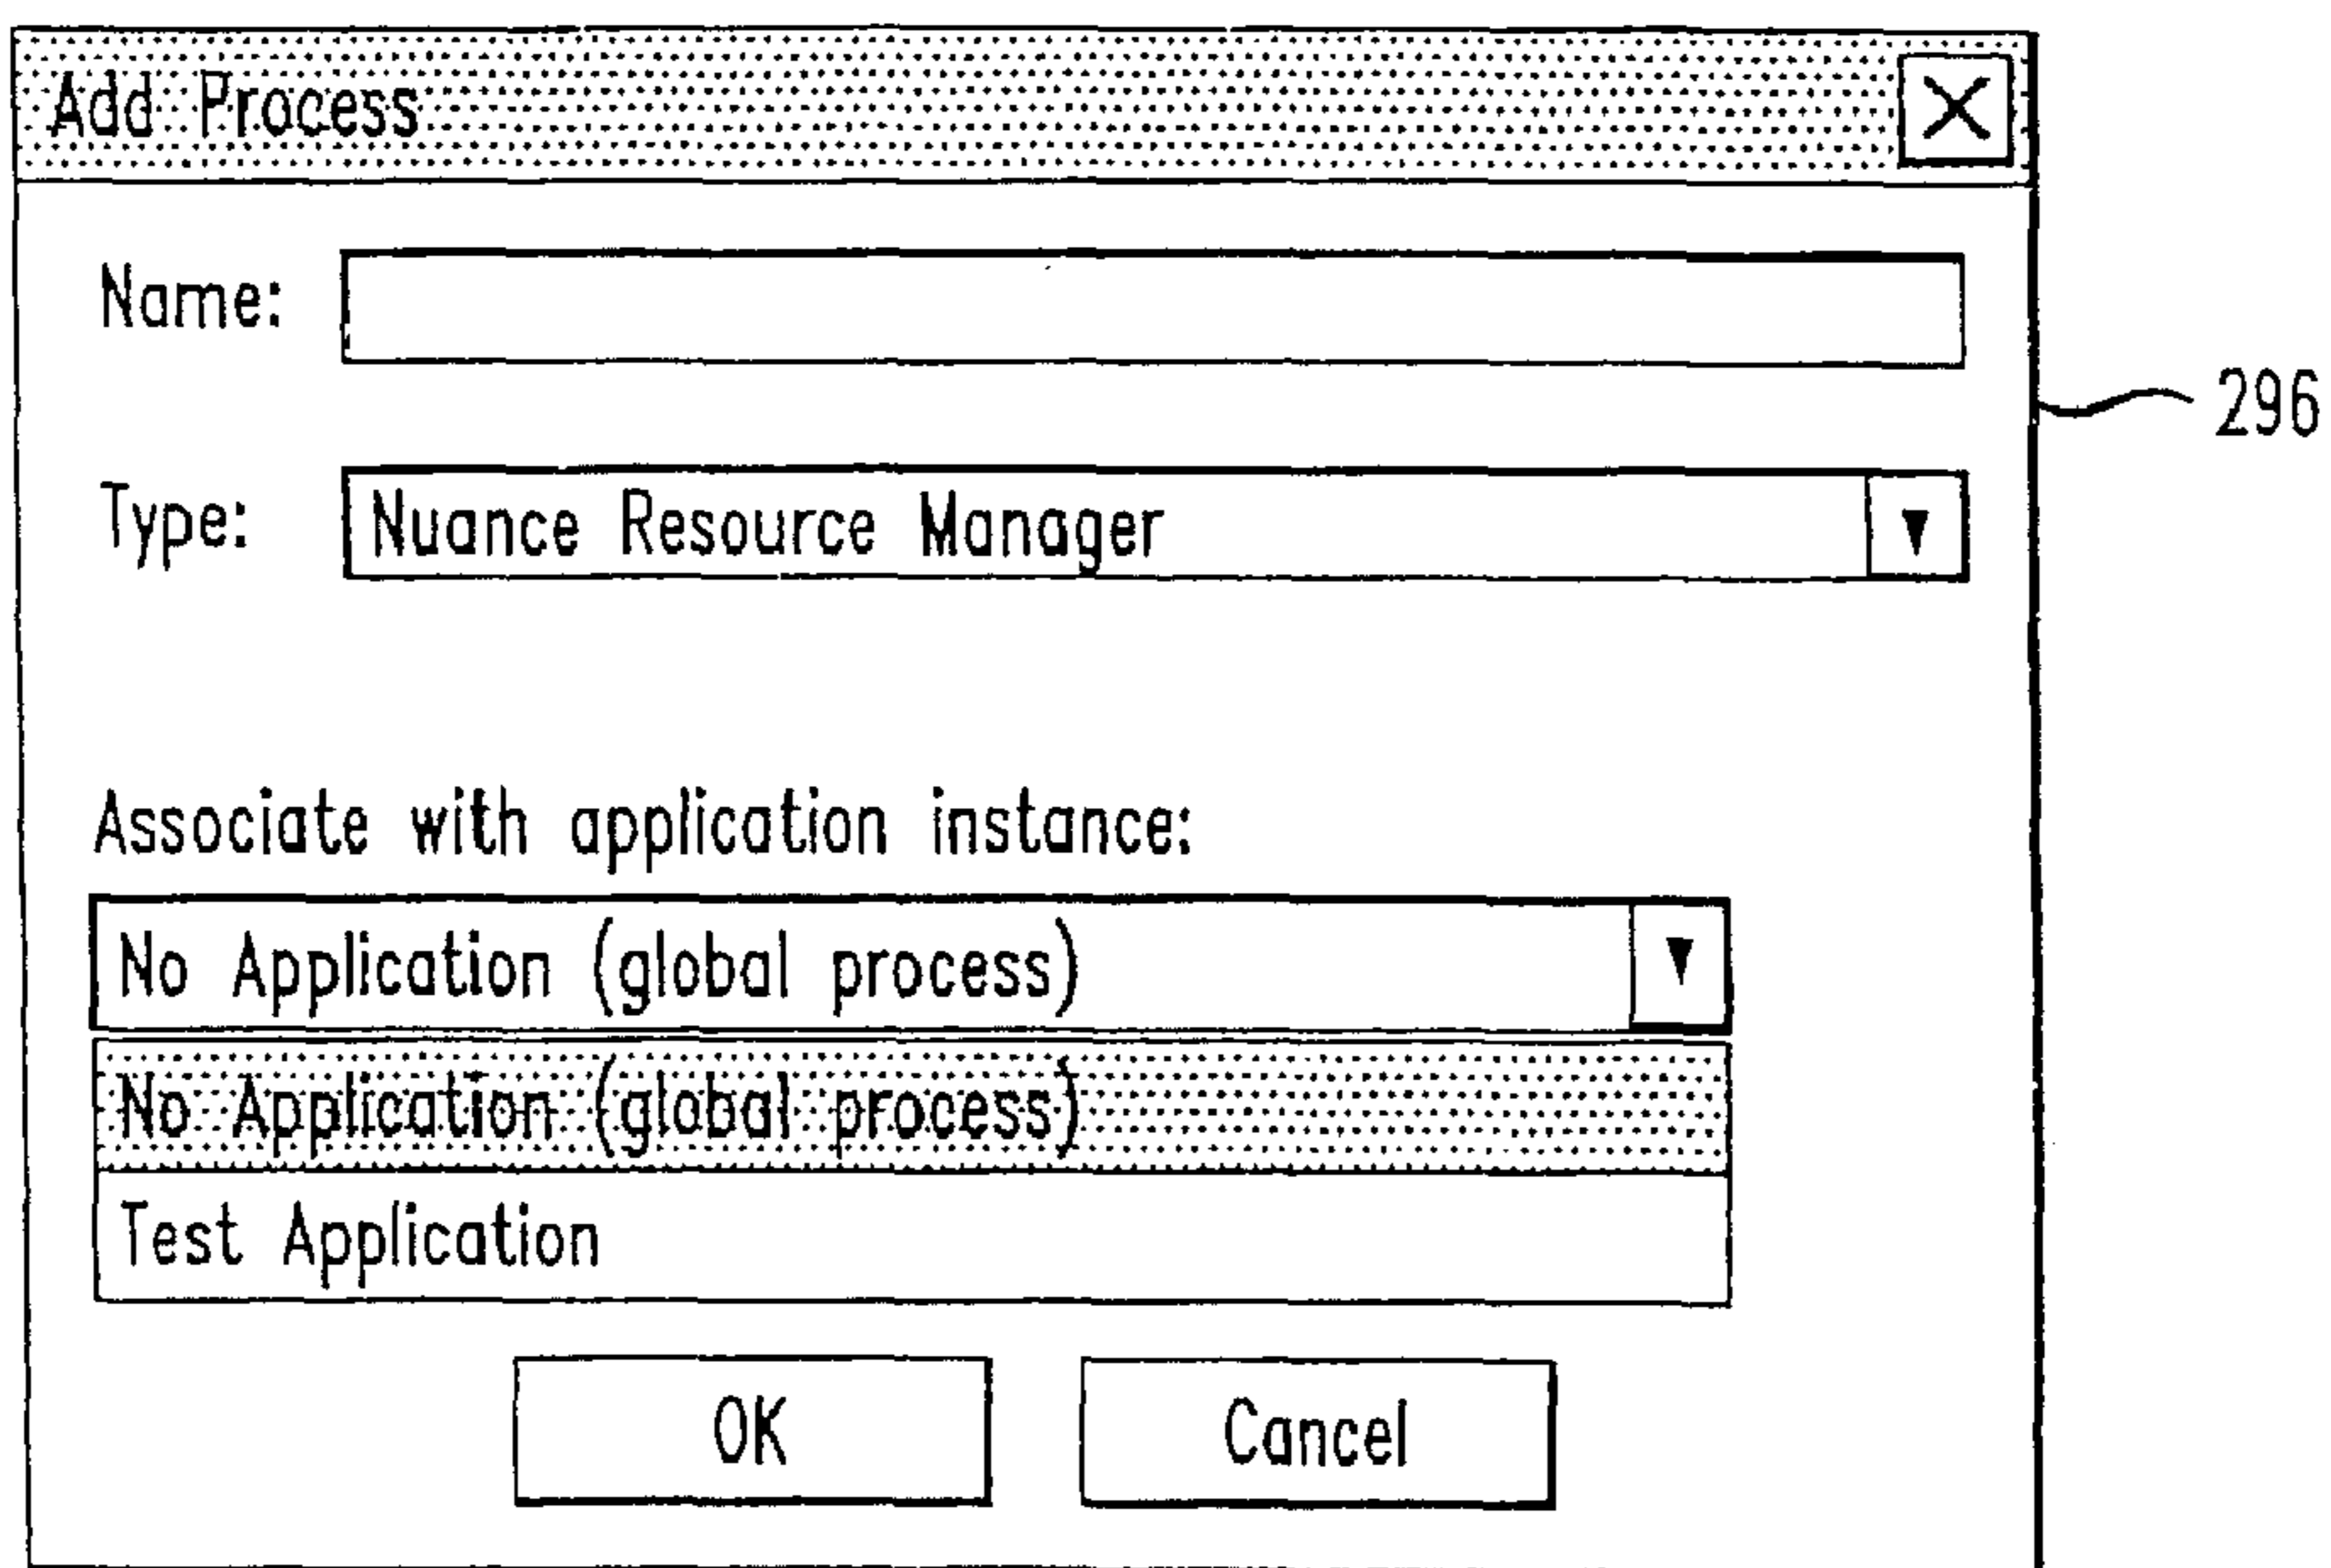 Add Process
Name:
296
Type: Nuance Resource Manager
Associate with application instance:
No Application (global process)
No Application (global process)
Test Application
OK Cancel